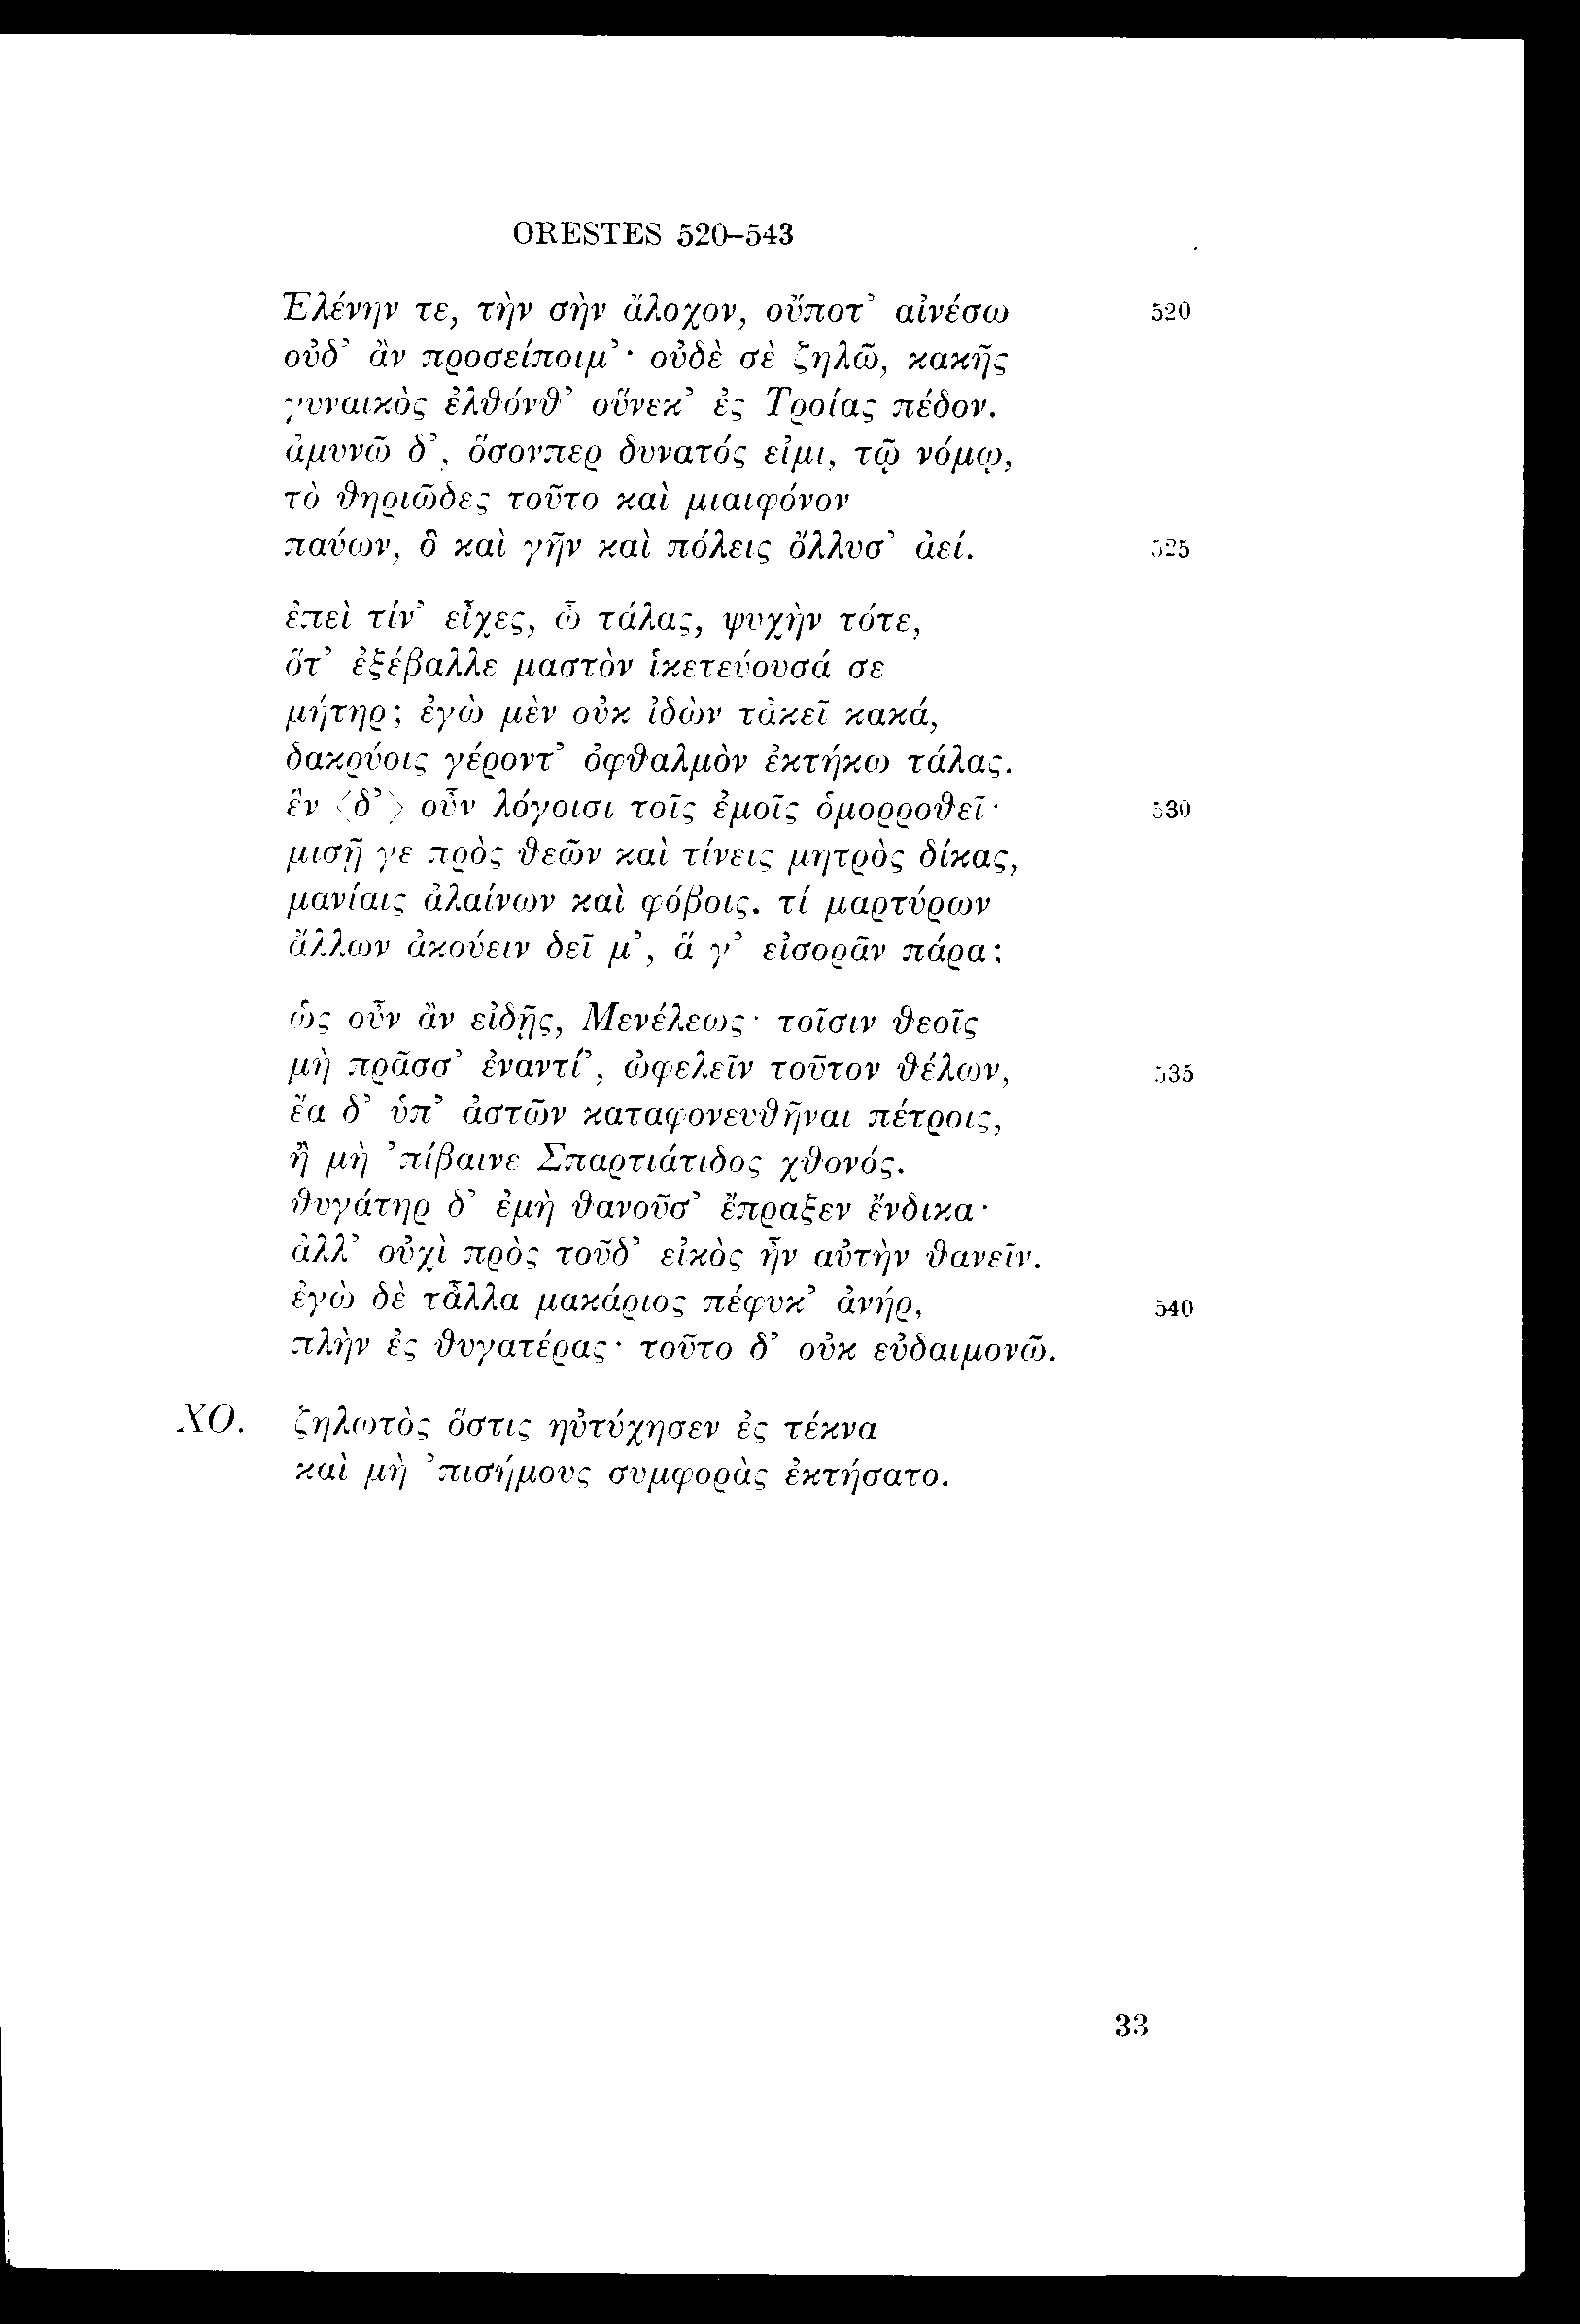 ORESTES 520–543
Ἑλένην τε, τὴν σὴν ἄλοχον, οὔποτ’ αἰνέσω 520
οὐδ’ ἂν προσείποιμ’· οὐδὲ σὲ ζηλῶ, κακῆς
γυναικὸς ἐλθόνθ’ οὕνεκ’ ἐς Τροίας πέδον.
ἀμυνῶ δ’, ὅσονπερ δυνατός εἰμι, τῷ νόμῳ,
τὸ θηριῶδες τοῦτο καὶ μιαιφόνον
παύων, ὃ καὶ γῆν καὶ πόλεις ὄλλυσ’ ἀεί. 525
ἐπεὶ τίν’ εἶχες, ὦ τάλας, ψυχὴν τότε,
ὅτ’ ἐξέβαλλε μαστὸν ἱκετεύουσά σε
μήτηρ; ἐγὼ μὲν οὐκ ἰδὼν τἀκεῖ κακά,
δακρύοις γέροντ’ ὀφθαλμὸν ἐκτήκω τάλας.
ἓν ⟨δ’⟩ οὖν λόγοισι τοῖς ἐμοῖς ὁμορροθεῖ· 530
μισῇ γε πρὸς θεῶν καὶ τίνεις μητρὸς δίκας,
μανίαις ἀλαίνων καὶ φόβοις. τί μαρτύρων
ἄλλων ἀκούειν δεῖ μ’, ἅ γ’ εἰσορᾶν πάρα;
ὡς οὖν ἂν εἰδῇς, Μενέλεως· τοῖσιν θεοῖς
μὴ πρᾶσσ’ ἐναντί’, ὠφελεῖν τοῦτον θέλων, 535
ἔα δ’ ὑπ’ ἀστῶν καταφονευθῆναι πέτροις,
ἢ μὴ ’πίβαινε Σπαρτιάτιδος χθονός.
θυγάτηρ δ’ ἐμὴ θανοῦσ’ ἔπραξεν ἔνδικα·
ἀλλ’ οὐχὶ πρὸς τοῦδ’ εἰκὸς ἦν αὐτὴν θανεῖν.
ἐγὼ δὲ τἆλλα μακάριος πέφυκ’ ἀνήρ, 540
πλὴν ἐς θυγατέρας· τοῦτο δ’ οὐκ εὐδαιμονῶ.
ΧΟ. ζηλωτὸς ὅστις ηὐτύχησεν ἐς τέκνα
καὶ μὴ ’πισήμους συμφορὰς ἐκτήσατο.
33